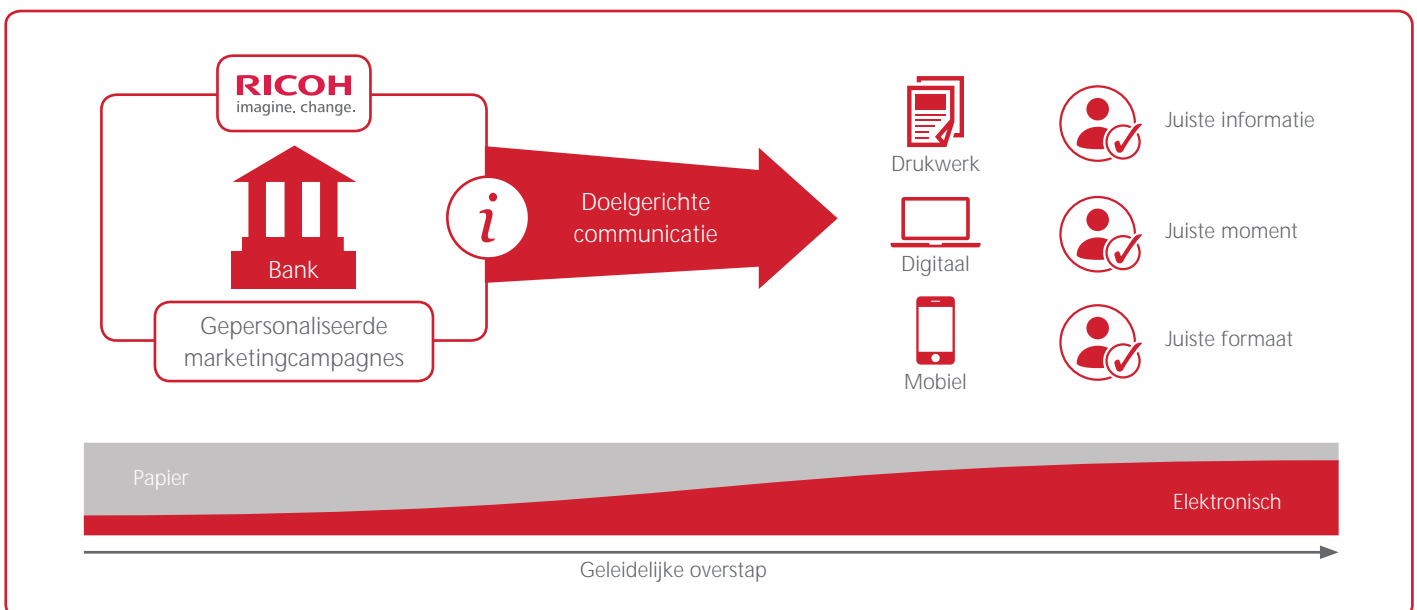 RICOH
imagine. change.
Bank
Gepersonaliseerde
marketingcampagnes
i
Doelgerichte
communicatie
Drukwerk
Digitaal
Mobiel
Juiste informatie
Juiste moment
Juiste formaat
Papier
Elektronisch
Geleidelijke overstap